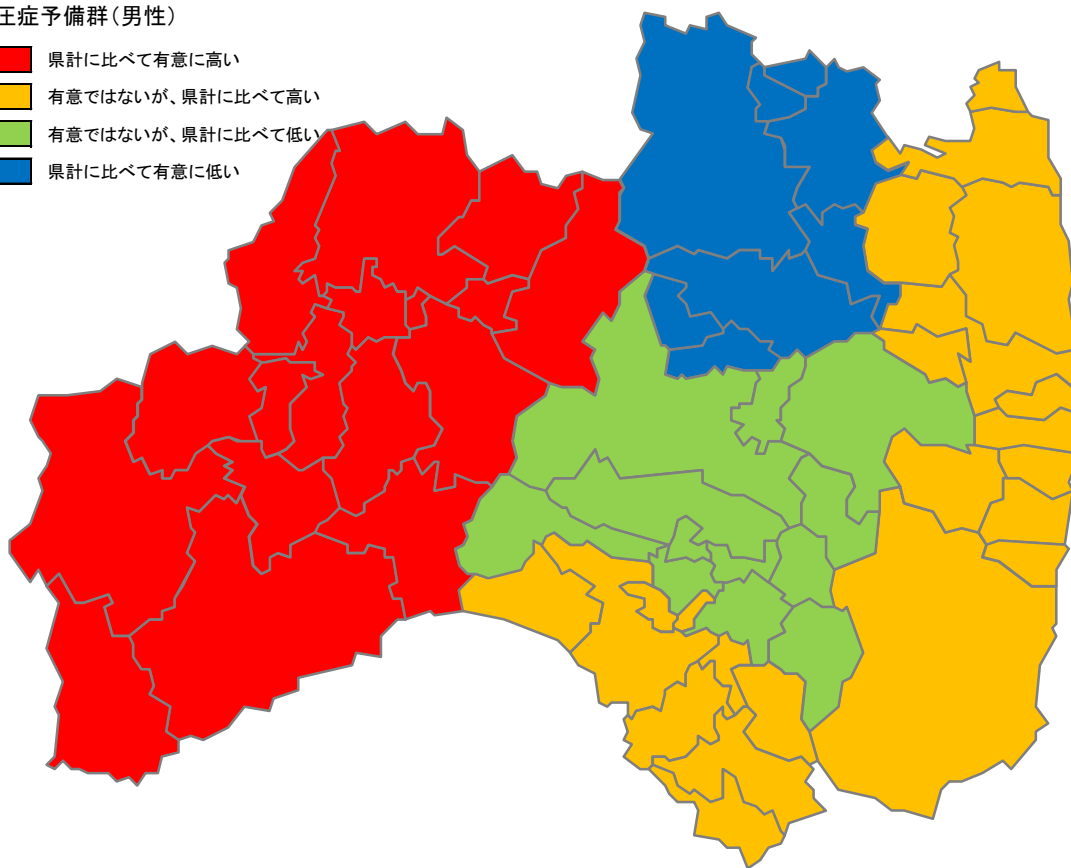 圧症予備群(男性)
県計に比べて有意に高い
有意ではないが、県計に比べて高い
有意ではないが、県計に比べて低い
県計に比べて有意に低い